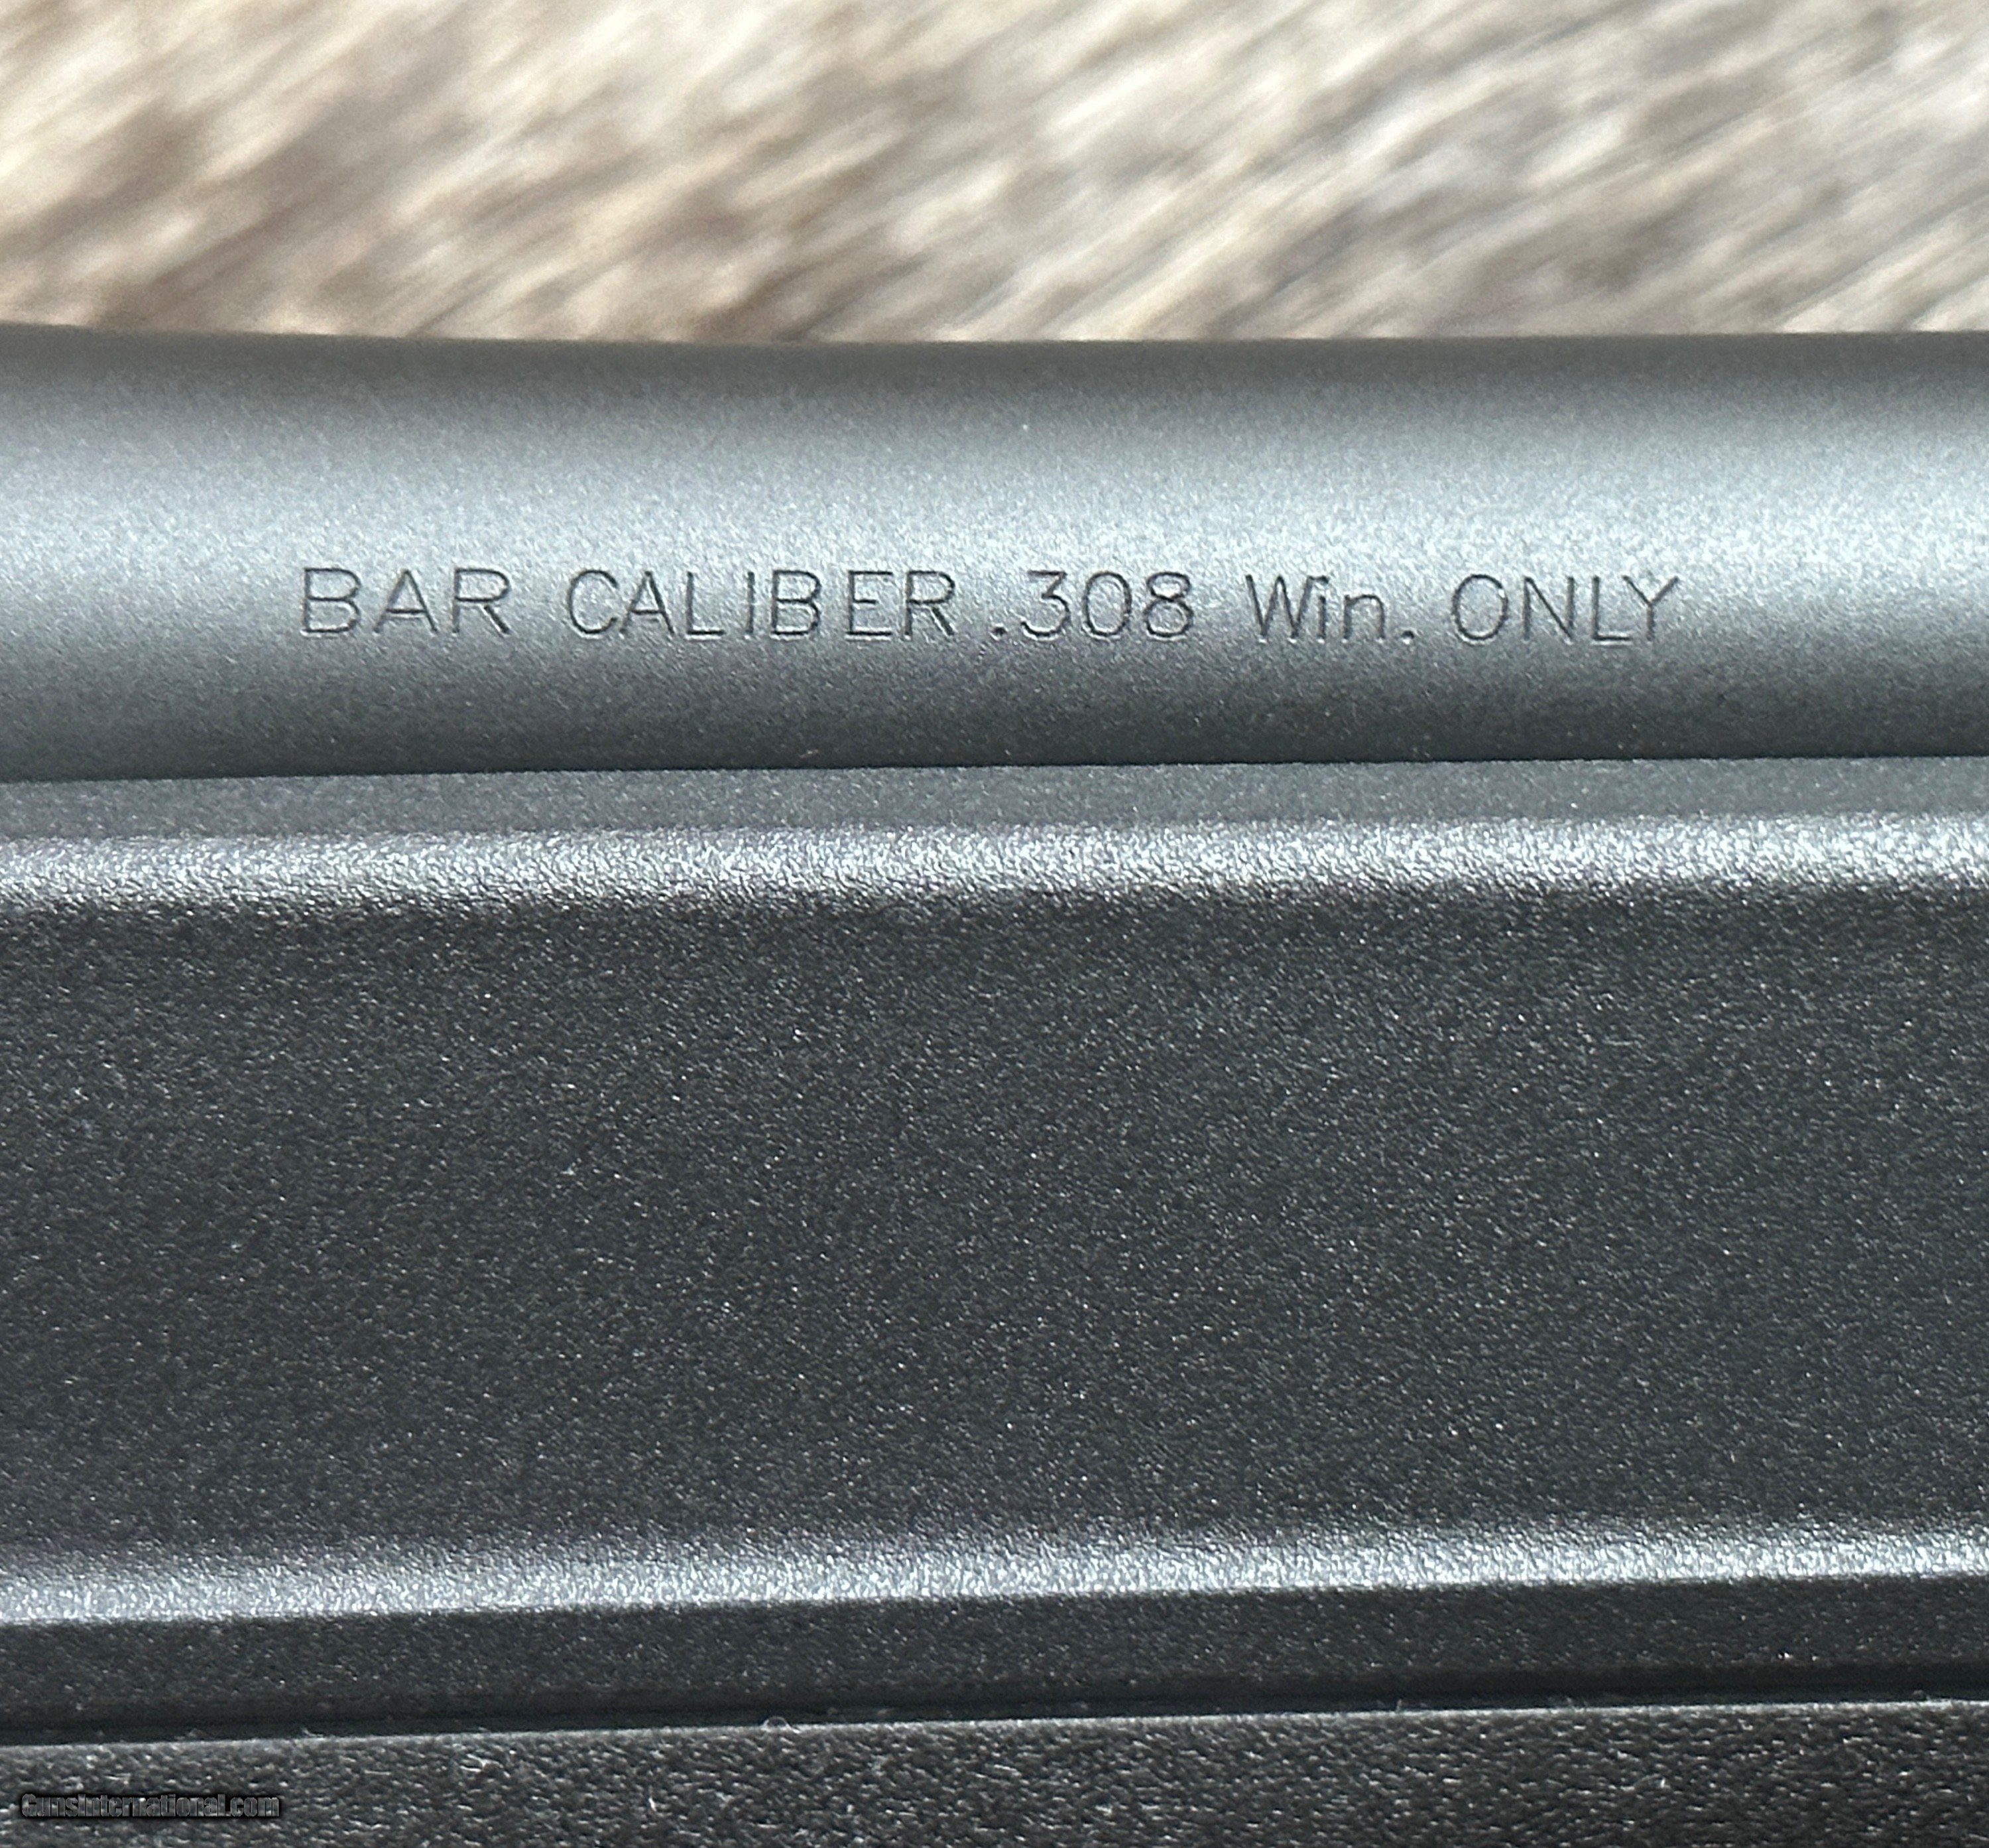 BAR CALIBER .308 Win. ONLY
GunsInternational.com